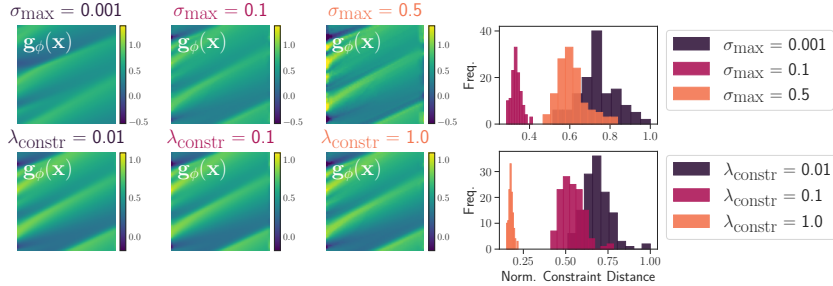 σmax = 0.001
σmax = 0.1
σmax = 0.5
gϕ(x)
gϕ(x)
gϕ(x)
1.0
0.5
0.0
−0.5
1.0
0.5
0.0
−0.5
1.0
0.5
0.0
−0.5
λconstr = 0.01
λconstr = 0.1
λconstr = 1.0
gϕ(x)
gϕ(x)
gϕ(x)
1.0
0.5
0.0
1.0
0.5
0.0
1.0
0.5
0.0
Freq.
40
20
0
0.4
0.6
0.8
1.0
σmax = 0.001
σmax = 0.1
σmax = 0.5
Freq.
30
20
10
0
0.25
0.50
0.75
1.00
Norm. Constraint Distance
λconstr = 0.01
λconstr = 0.1
λconstr = 1.0